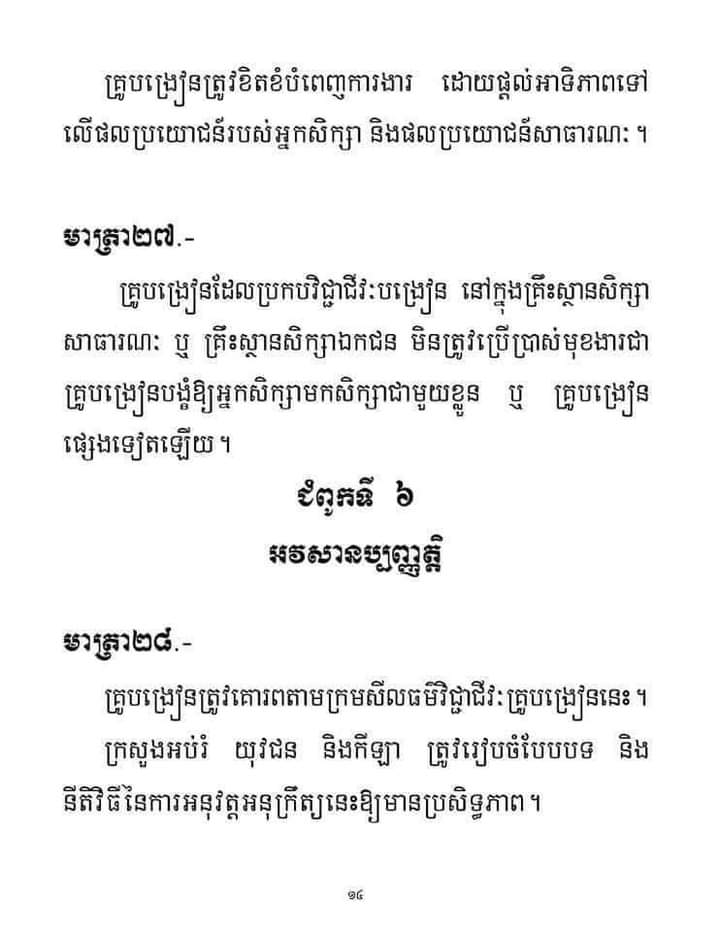 គ្រូបង្រៀនត្រូវខិតខំបំពេញការងារ ដោយផ្តល់អាទិភាពទៅ
លើផលប្រយោជន៍របស់អ្នកសិក្សា និងផលប្រយោជន៍សាធារណៈ ។
មាត្រា២៧.-
គ្រូបង្រៀនដែលប្រកបវិជ្ជាជីវៈបង្រៀន នៅក្នុងគ្រឹះស្ថានសិក្សា
សាធារណៈ ឬ គ្រឹះស្ថានសិក្សាឯកជន មិនត្រូវប្រើប្រាស់មុខងារជា
គ្រូបង្រៀនបង្ខំឱ្យអ្នកសិក្សាមកសិក្សាជាមួយខ្លួន ឬ គ្រូបង្រៀន
ផ្សេងទៀតឡើយ ។
ជំពូកទី ៦
អវសានប្បញ្ញត្តិ
មាត្រា២៨.-
គ្រូបង្រៀនត្រូវគោរពតាមក្រមសីលធម៌វិជ្ជាជីវៈគ្រូបង្រៀននេះ ។
ក្រសួងអប់រំ យុវជន និងកីឡា ត្រូវរៀបចំបែបបទ និង
នីតិវិធីនៃការអនុវត្តអនុក្រឹត្យនេះឱ្យមានប្រសិទ្ធភាព ។
១៤